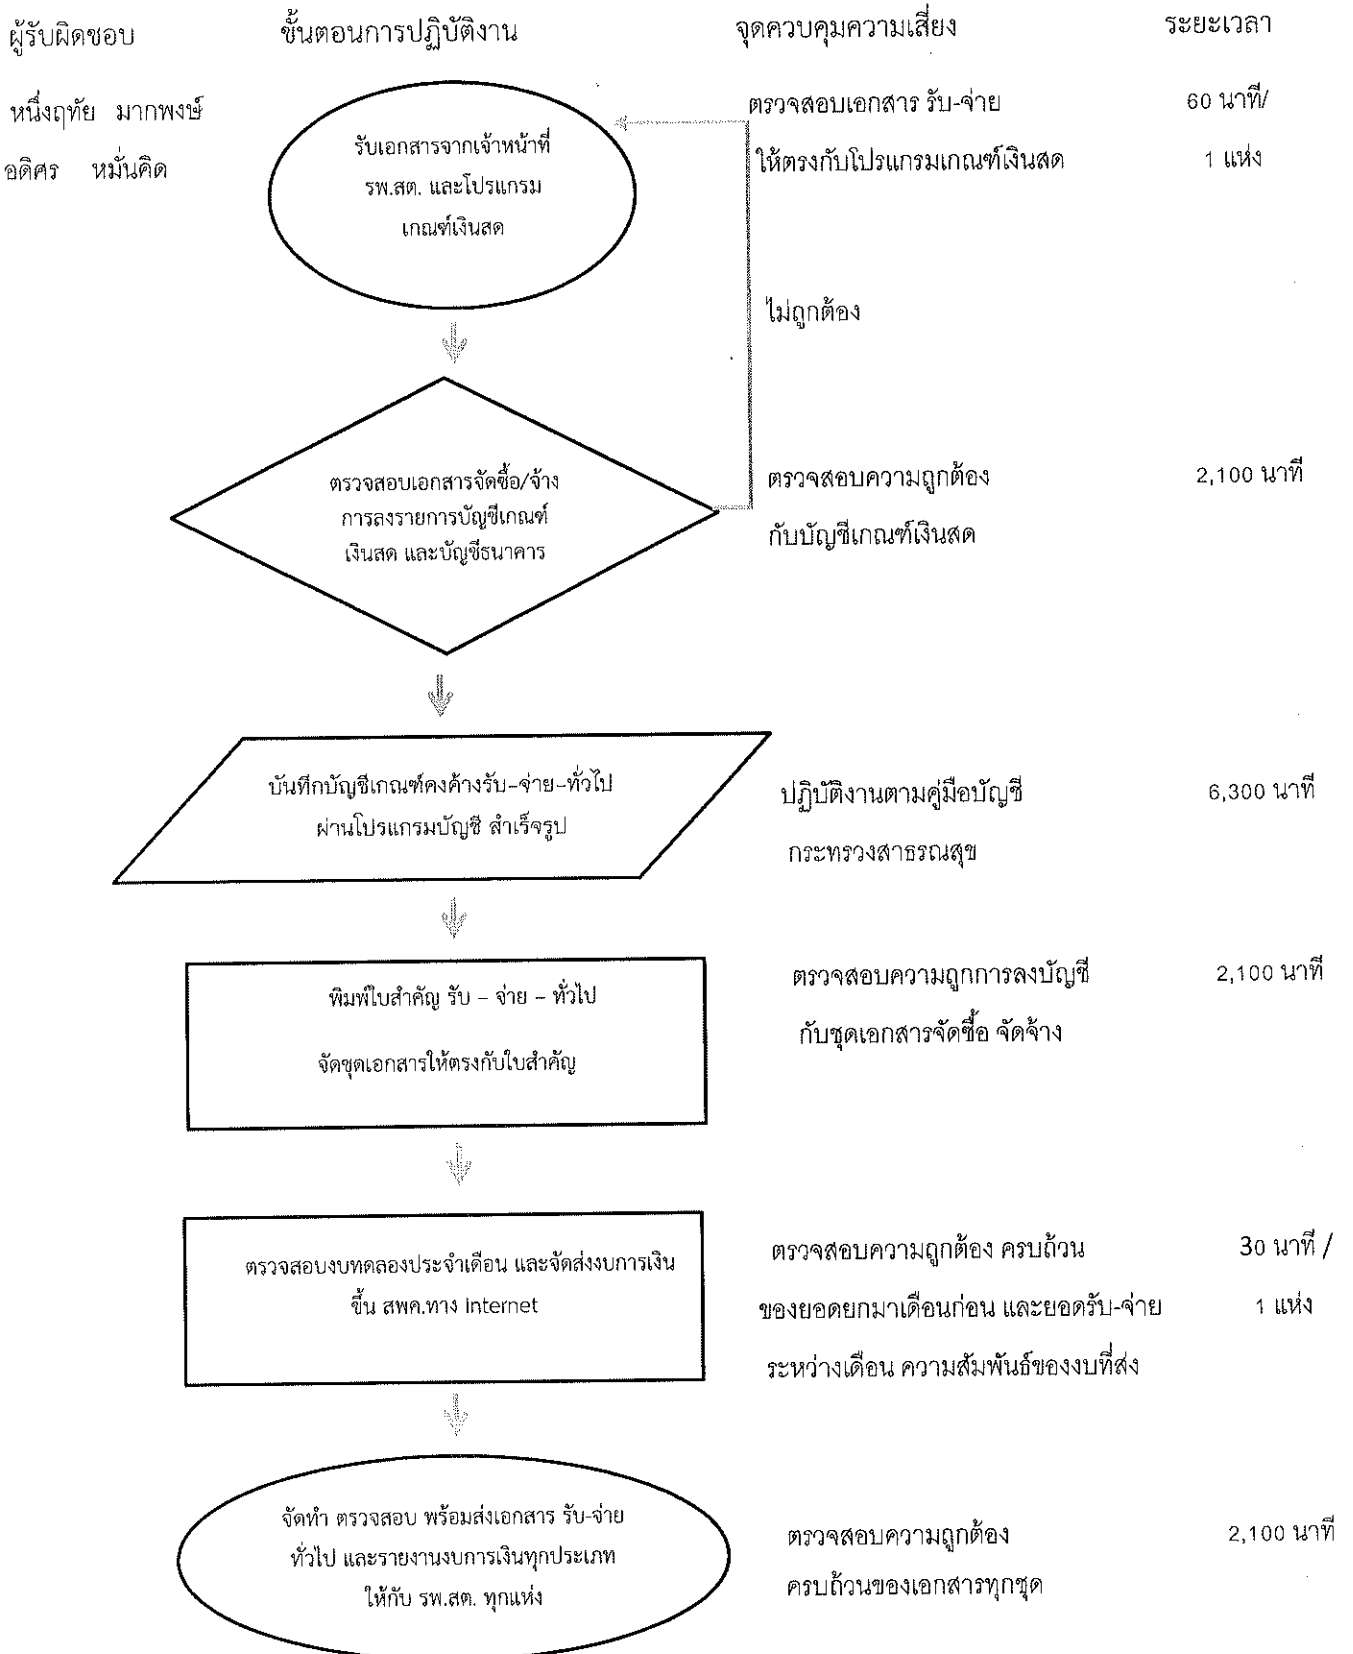 ผู้รับผิดชอบ ขั้นตอนการปฏิบัติงาน จุดควบคุมความเสี่ยง ระยะเวลา
หนึ่งฤทัย มากพงษ์
อดิศร หมั่นคิด
รับเอกสารจากเจ้าหน้าที่
รพ.สต. และโปรแกรม
เกณฑ์เงินสด
ตรวจสอบเอกสาร รับ-จ่าย
ให้ตรงกับโปรแกรมเกณฑ์เงินสด
60 นาที/
1 แห่ง
ไม่ถูกต้อง
ตรวจสอบเอกสารจัดซื้อ/จ้าง
การลงรายการบัญชีเกณฑ์
เงินสด และบัญชีธนาคาร
ตรวจสอบความถูกต้อง
กับบัญชีเกณฑ์เงินสด
2,100 นาที
บันทึกบัญชีเกณฑ์คงค้างรับ-จ่าย-ทั่วไป
ผ่านโปรแกรมบัญชี สำเร็จรูป
ปฏิบัติงานตามคู่มือบัญชี
กระทรวงสาธารณสุข
6,300 นาที
พิมพ์ใบสำคัญ รับ – จ่าย – ทั่วไป
จัดชุดเอกสารให้ตรงกับใบสำคัญ
ตรวจสอบความถูกการลงบัญชี
กับชุดเอกสารจัดซื้อ จัดจ้าง
2,100 นาที
ตรวจสอบงบทดลองประจำเดือน และจัดส่งงบการเงิน
ขึ้น สพค.ทาง Internet
ตรวจสอบความถูกต้อง ครบถ้วน
ของยอดยกมาเดือนก่อน และยอดรับ-จ่าย
ระหว่างเดือน ความสัมพันธ์ของงบที่ส่ง
30 นาที /
1 แห่ง
จัดทำ ตรวจสอบ พร้อมส่งเอกสาร รับ-จ่าย
ทั่วไป และรายงานงบการเงินทุกประเภท
ให้กับ รพ.สต. ทุกแห่ง
ตรวจสอบความถูกต้อง
ครบถ้วนของเอกสารทุกชุด
2,100 นาที